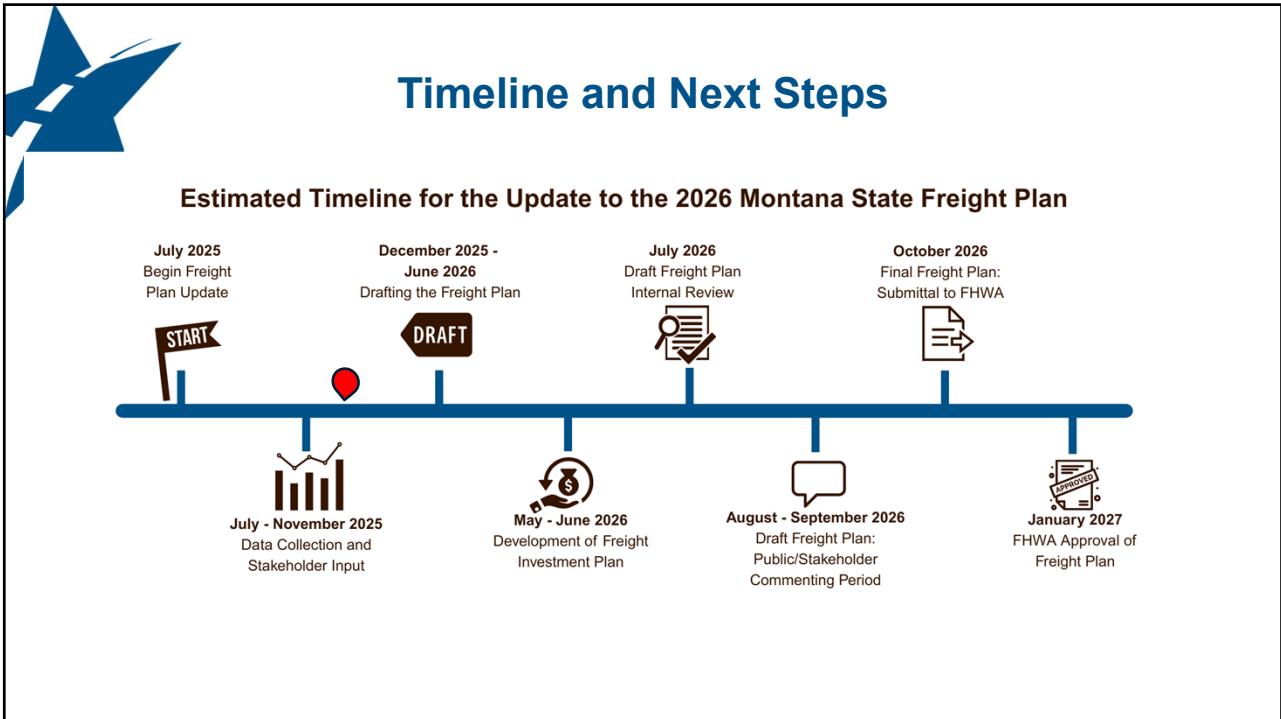 Timeline and Next Steps
Estimated Timeline for the Update to the 2026 Montana State Freight Plan
July 2025
Begin Freight
Plan Update
START
December 2025 -
June 2026
Drafting the Freight Plan
DRAFT
July 2026
Draft Freight Plan
Internal Review
October 2026
Final Freight Plan:
Submittal to FHWA
July - November 2025
Data Collection and
Stakeholder Input
$
May - June 2026
Development of Freight
Investment Plan
August - September 2026
Draft Freight Plan:
Public/Stakeholder
Commenting Period
APPROVED
January 2027
FHWA Approval of
Freight Plan